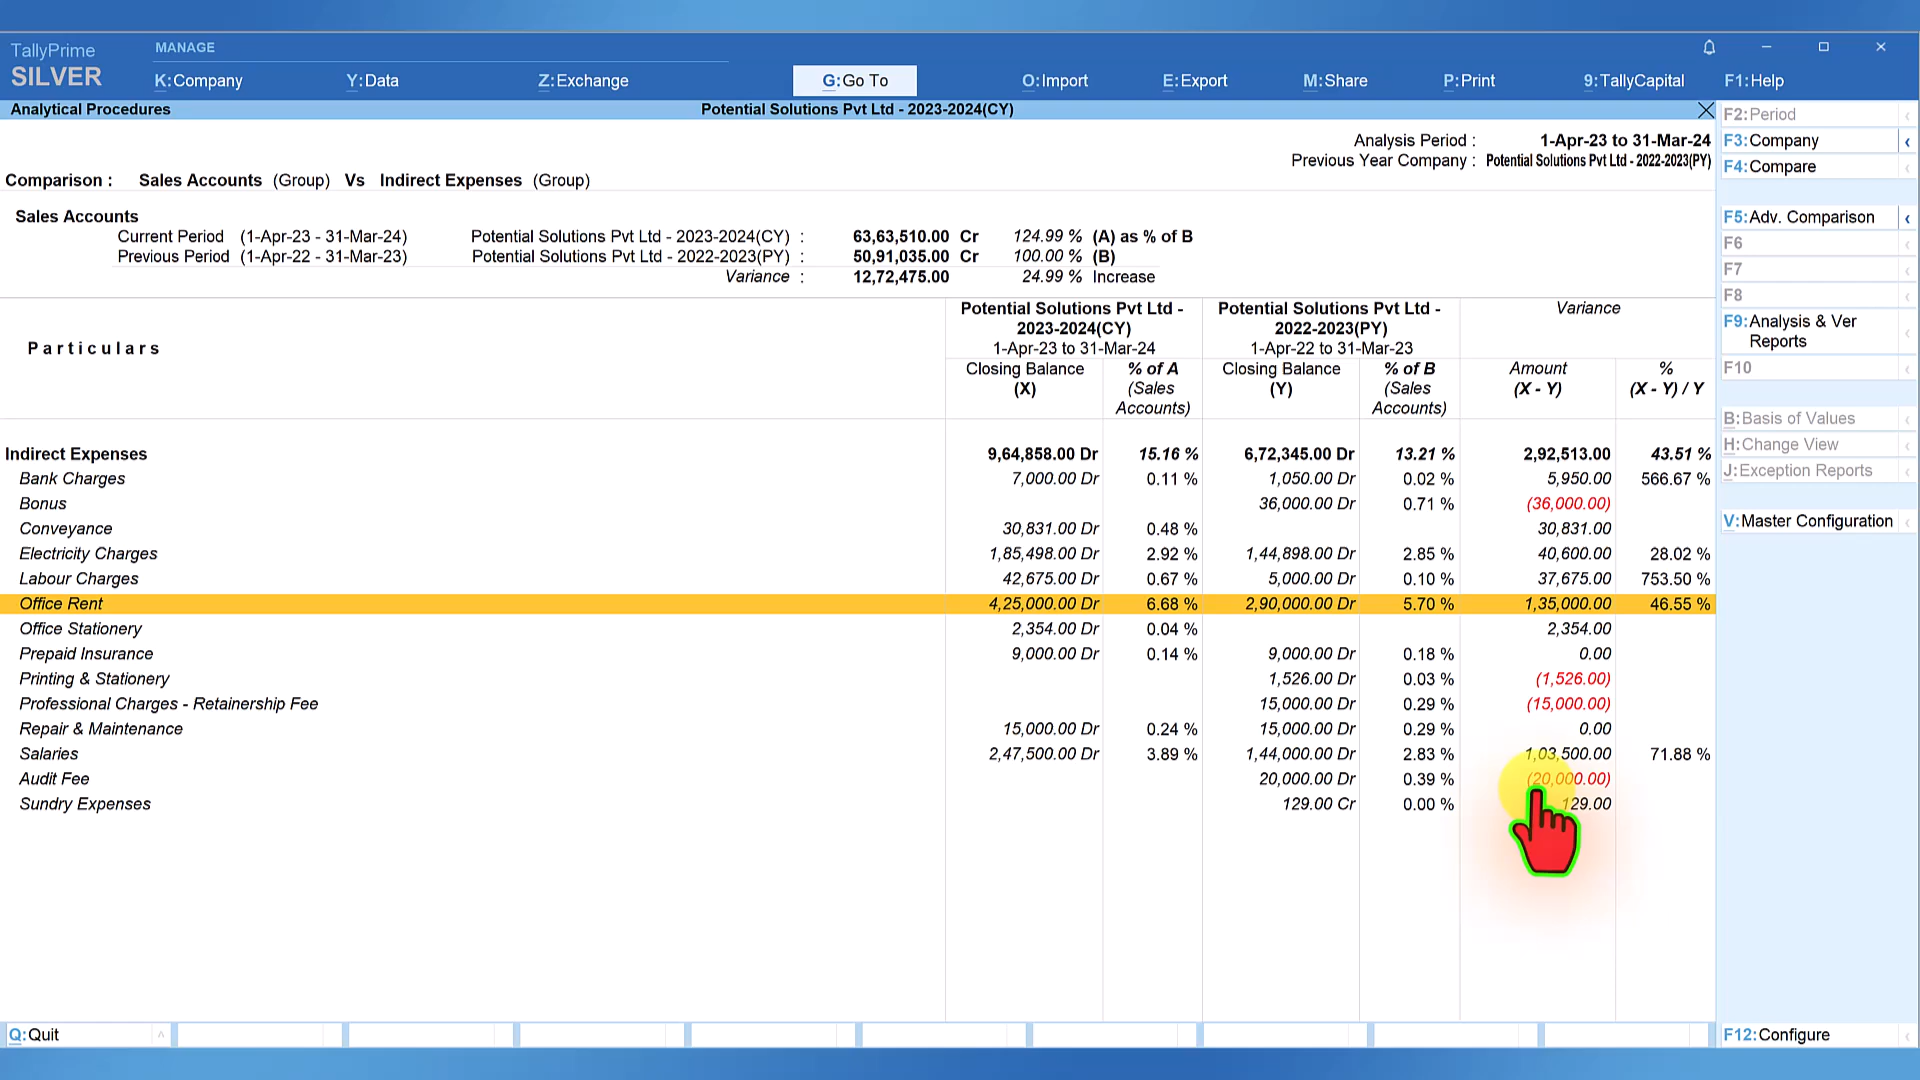 TallyPrime
SILVER
MANAGE
K:Company Y:Data Z:Exchange G:Go To O:Import E:Export M:Share P:Print 9:TallyCapital F1:Help
Analytical Procedures Potential Solutions Pvt Ltd - 2023-2024(CY)
Analysis Period : 1-Apr-23 to 31-Mar-24
Previous Year Company : Potential Solutions Pvt Ltd - 2022-2023(PY)
Comparison : Sales Accounts (Group) Vs Indirect Expenses (Group)
Sales Accounts
Current Period (1-Apr-23 - 31-Mar-24) Potential Solutions Pvt Ltd - 2023-2024(CY) : 63,63,510.00 Cr 124.99 % (A) as % of B
Previous Period (1-Apr-22 - 31-Mar-23) Potential Solutions Pvt Ltd - 2022-2023(PY) : 50,91,035.00 Cr 100.00 % (B)
Variance : 12,72,475.00 24.99 % Increase
Potential Solutions Pvt Ltd - Potential Solutions Pvt Ltd - Variance
2023-2024(CY) 2022-2023(PY)
Particulars 1-Apr-23 to 31-Mar-24 1-Apr-22 to 31-Mar-23
Closing Balance % of A Closing Balance % of B Amount %
(X) (Sales (Y) (Sales (X - Y) (X - Y) / Y
Accounts) Accounts)
Indirect Expenses 9,64,858.00 Dr 15.16 % 6,72,345.00 Dr 13.21 % 2,92,513.00 43.51 %
Bank Charges 7,000.00 Dr 0.11 % 1,050.00 Dr 0.02 % 5,950.00 566.67 %
Bonus 36,000.00 Dr 0.71 % (36,000.00)
Conveyance 30,831.00 Dr 0.48 % 30,831.00
Electricity Charges 1,85,498.00 Dr 2.92 % 1,44,898.00 Dr 2.85 % 40,600.00 28.02 %
Labour Charges 42,675.00 Dr 0.67 % 5,000.00 Dr 0.10 % 37,675.00 753.50 %
Office Rent 4,25,000.00 Dr 6.68 % 2,90,000.00 Dr 5.70 % 1,35,000.00 46.55 %
Office Stationery 2,354.00 Dr 0.04 % 2,354.00
Prepaid Insurance 9,000.00 Dr 0.14 % 9,000.00 Dr 0.18 % 0.00
Printing & Stationery 1,526.00 Dr 0.03 % (1,526.00)
Professional Charges - Retainership Fee 15,000.00 Dr 0.29 % (15,000.00)
Repair & Maintenance 15,000.00 Dr 0.24 % 15,000.00 Dr 0.29 % 0.00
Salaries 2,47,500.00 Dr 3.89 % 1,44,000.00 Dr 2.83 % 1,03,500.00 71.88 %
Audit Fee 20,000.00 Dr 0.39 % (20,000.00)
Sundry Expenses 129.00 Cr 0.00 % 129.00
Q:Quit
F2:Period
F3:Company
F4:Compare
F5:Adv. Comparison
F6
F7
F8
F9:Analysis & Ver
Reports
F10
B:Basis of Values
H:Change View
J:Exception Reports
V:Master Configuration
F12:Configure